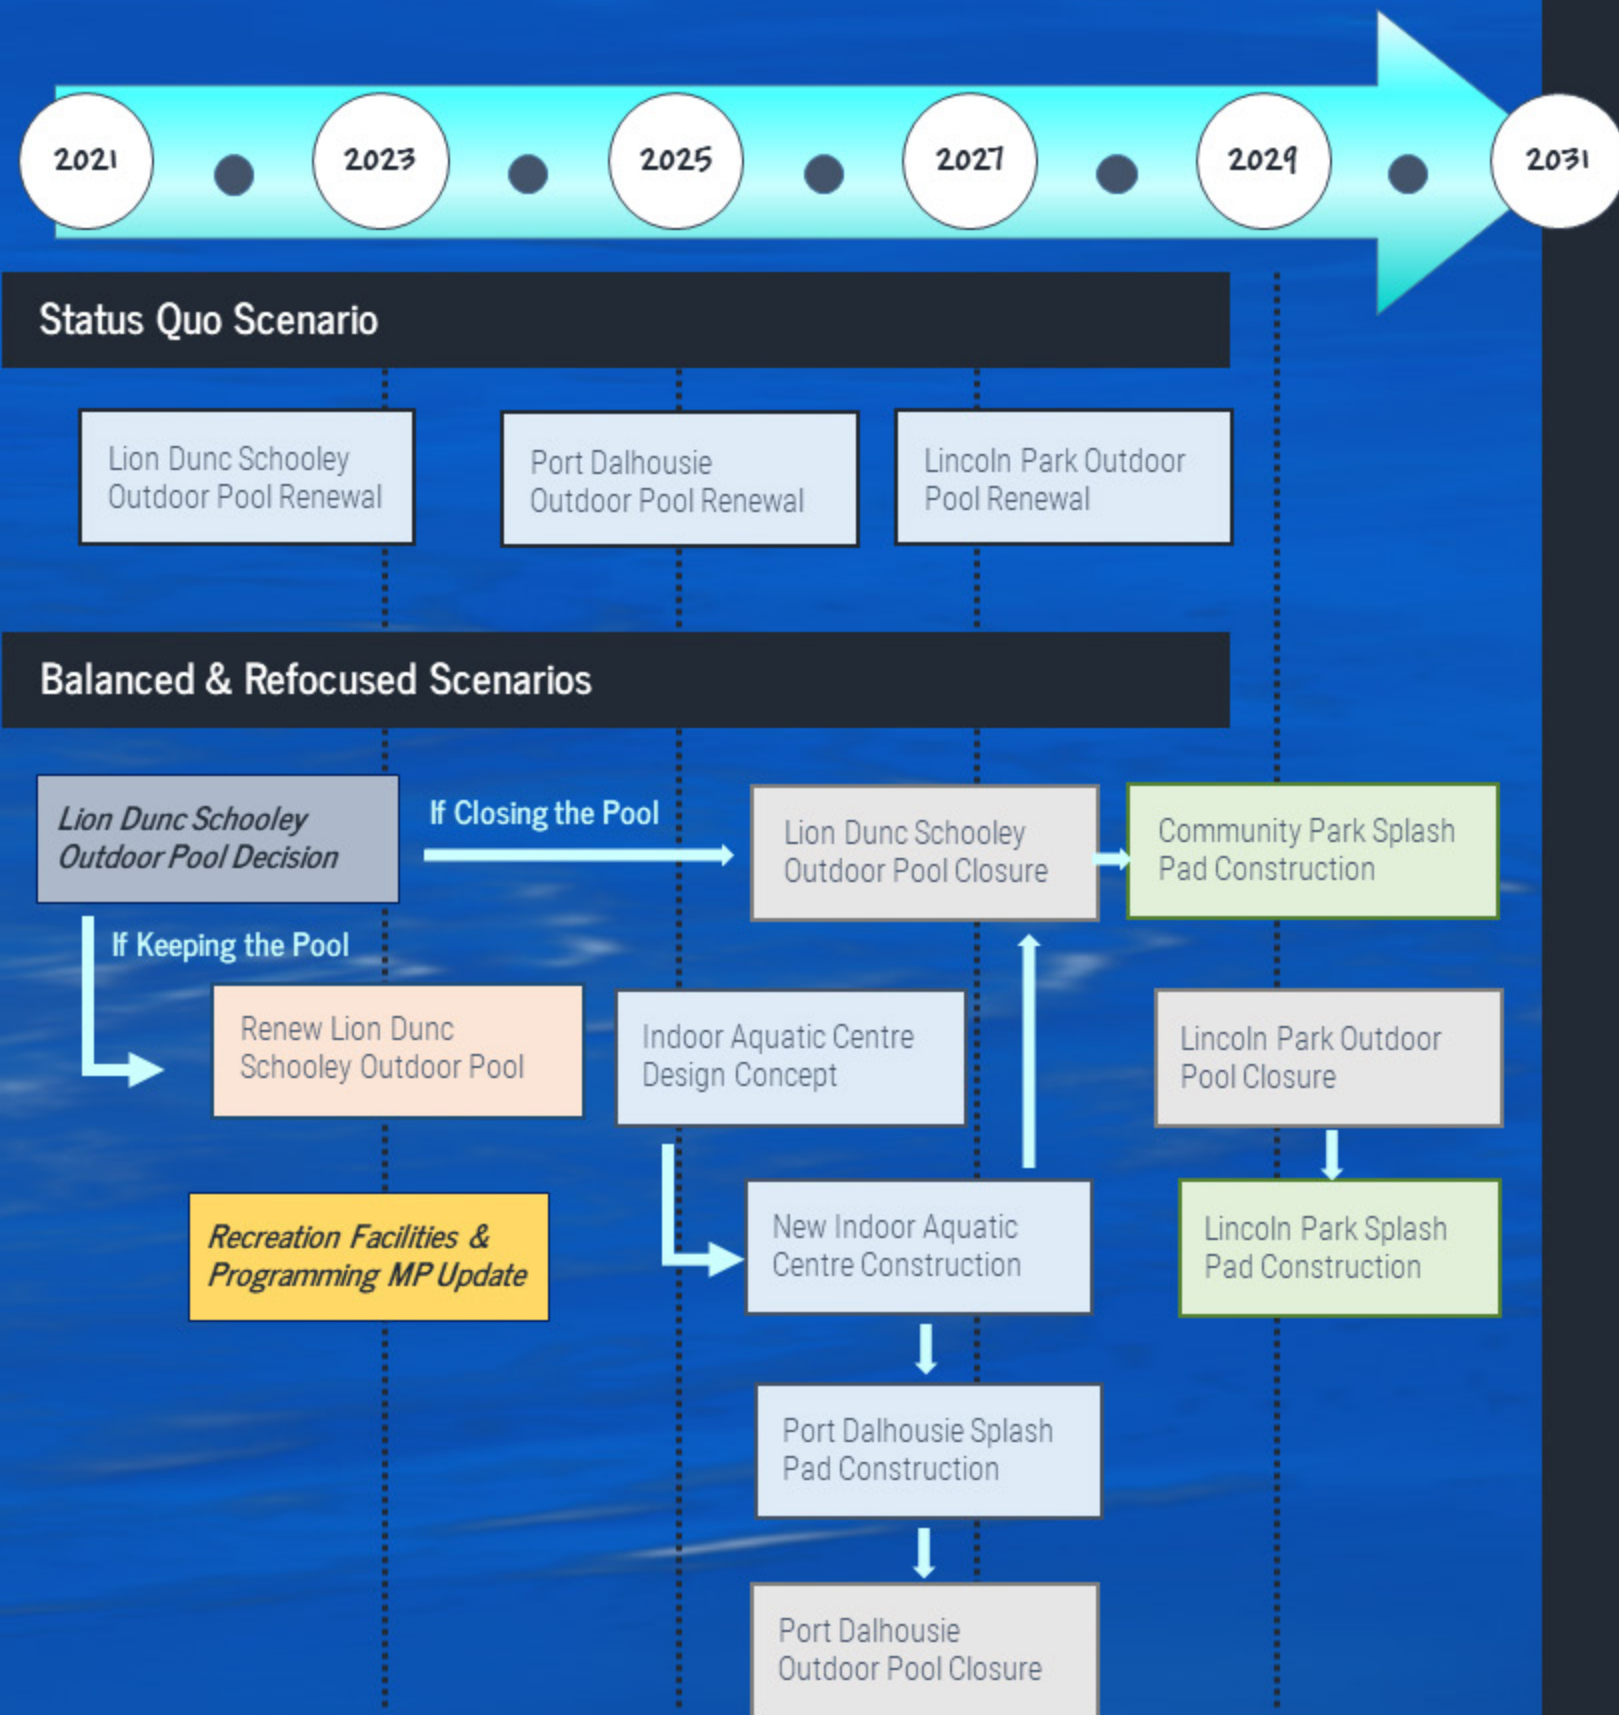 2021
2023
2025
2027
2029
2031
Status Quo Scenario
Lion Dunc Schooley
Outdoor Pool Renewal
Port Dalhousie
Outdoor Pool Renewal
Lincoln Park Outdoor
Pool Renewal
Balanced & Refocused Scenarios
Lion Dunc Schooley
Outdoor Pool Decision
If Closing the Pool
Lion Dunc Schooley
Outdoor Pool Closure
Community Park Splash
Pad Construction
If Keeping the Pool
Renew Lion Dunc
Schooley Outdoor Pool
Indoor Aquatic Centre
Design Concept
Lincoln Park Outdoor
Pool Closure
Recreation Facilities &
Programming MP Update
New Indoor Aquatic
Centre Construction
Lincoln Park Splash
Pad Construction
Port Dalhousie Splash
Pad Construction
Port Dalhousie
Outdoor Pool Closure